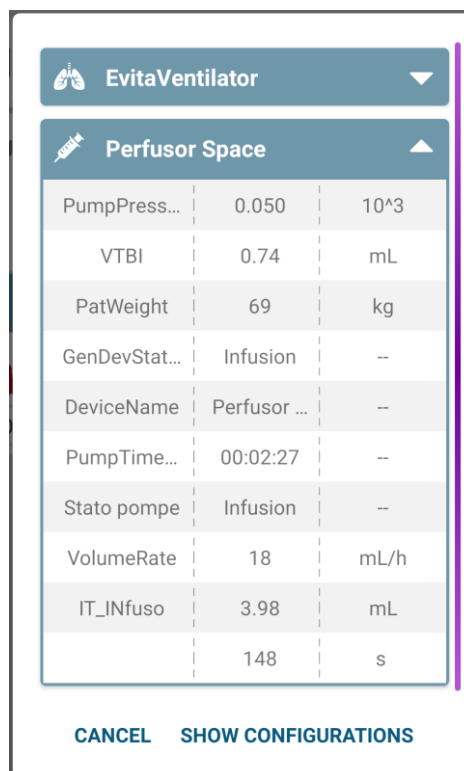 EvitaVentilator
Perfusor Space
PumpPress... 0.050 10^3
VTBI 0.74 mL
PatWeight 69 kg
GenDevStat... Infusion --
DeviceName Perfusor ... --
PumpTime... 00:02:27 --
Stato pompe Infusion --
VolumeRate 18 mL/h
IT_INfuso 3.98 mL
148 s
CANCEL SHOW CONFIGURATIONS